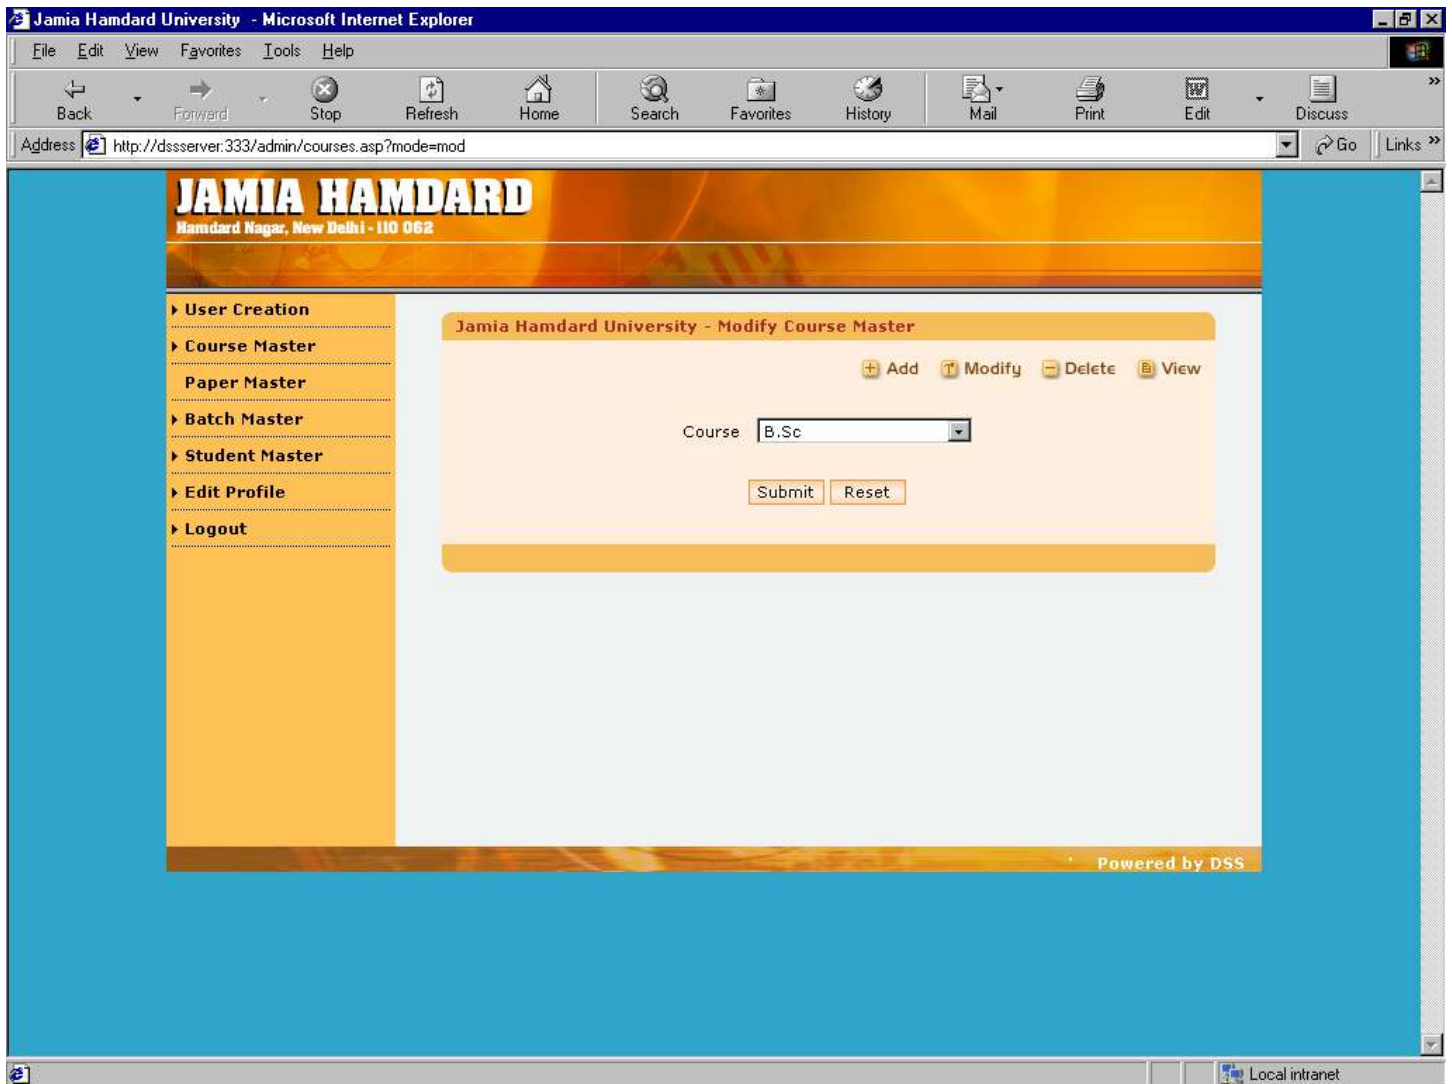 Jamia Hamdard University - Microsoft Internet Explorer
File Edit View Favorites Tools Help
Back Forward Stop Refresh Home Search Favorites History Mail Print Edit Discuss »
Address http://dssserver:333/admin/courses.asp?mode=mod Go Links »
JAMIA HAMDARD
Hamdard Nagar, New Delhi - 110 062
User Creation
Course Master
Paper Master
Batch Master
Student Master
Edit Profile
Logout
Jamia Hamdard University - Modify Course Master
Add Modify Delete View
Course B.Sc
Submit Reset
Powered by DSS
Local intranet